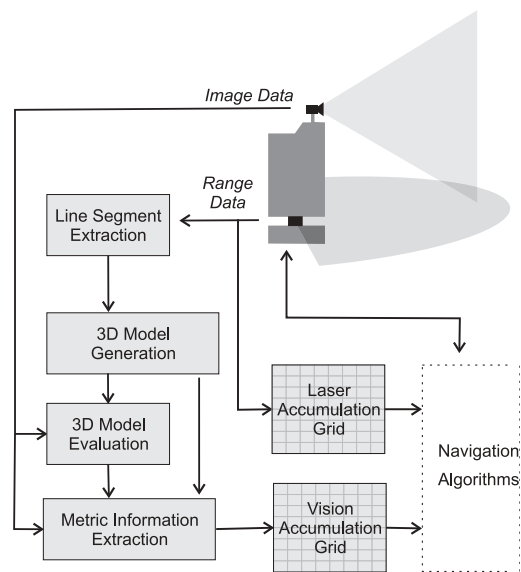 Image Data
Range
Data
Line Segment
Extraction
3D Model
Generation
Laser
Accumulation
Grid
3D Model
Evaluation
Navigation
Algorithms
Metric Information
Extraction
Vision
Accumulation
Grid